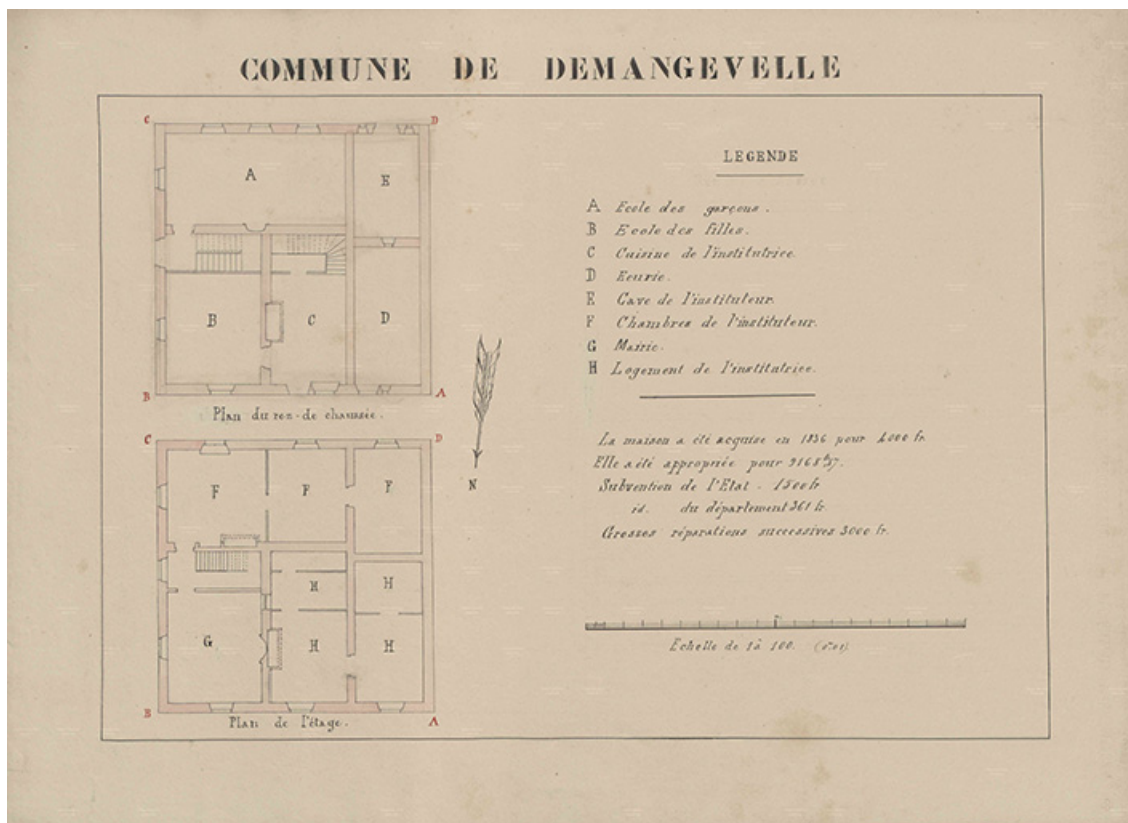 COMMUNE DE DEMANGEVELLE
C D
A
E
B
C
D
B A
Plan du rez-de chaussée.
C D
F F F
H H
G H H
B A
Plan de l'étage.
N
LEGENDE
A Ecole des garçons.
B Ecole des filles.
C Cuisine de l'institutrice.
D Ecurie.
E Cave de l'instituteur.
F Chambres de l'instituteur.
G Mairie.
H Logement de l'institutrice.
La maison a été acquise en 1836 pour 4000 fr.
Elle a été appropriée pour
Subvention de l'Etat - 1500 fr
id. du département 361 fr.
Grosses réparations successives 3000 fr.
Echelle de 1 à 100.